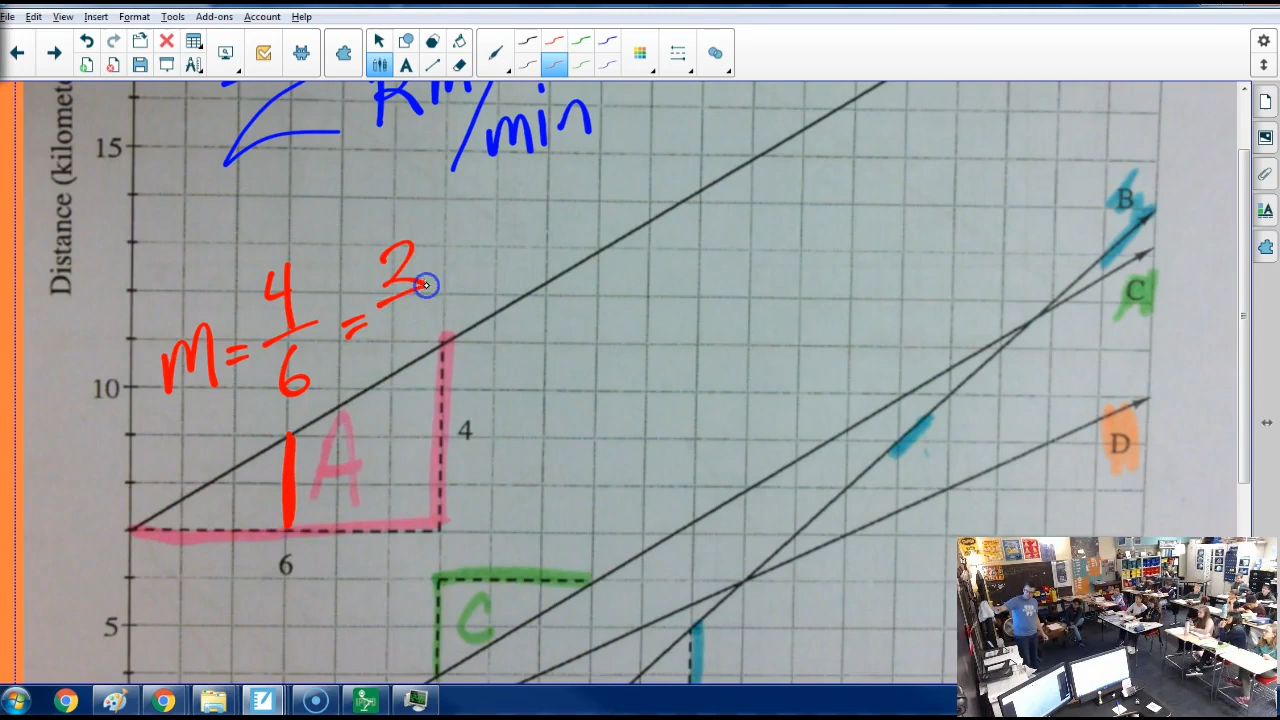 File Edit View Insert Format Tools Add-ons Account Help
Distance (kilomete
km/min
15
B
C
m = 4/6 = 2
10
A
4
D
6
C
5